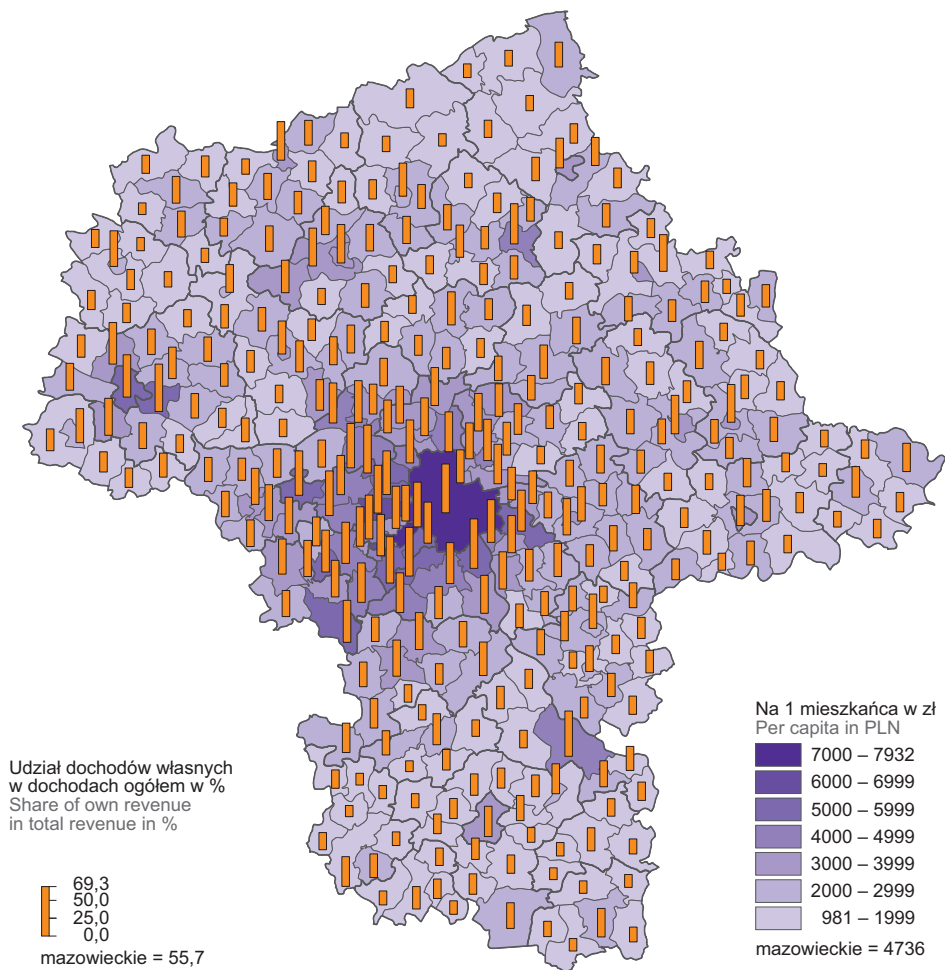 Udział dochodów własnych
w dochodach ogółem w %
Share of own revenue
in total revenue in %
69,3
50,0
25,0
0,0
mazowieckie = 55,7
Na 1 mieszkańca w zł
Per capita in PLN
7000 – 7932
6000 – 6999
5000 – 5999
4000 – 4999
3000 – 3999
2000 – 2999
981 – 1999
mazowieckie = 4736